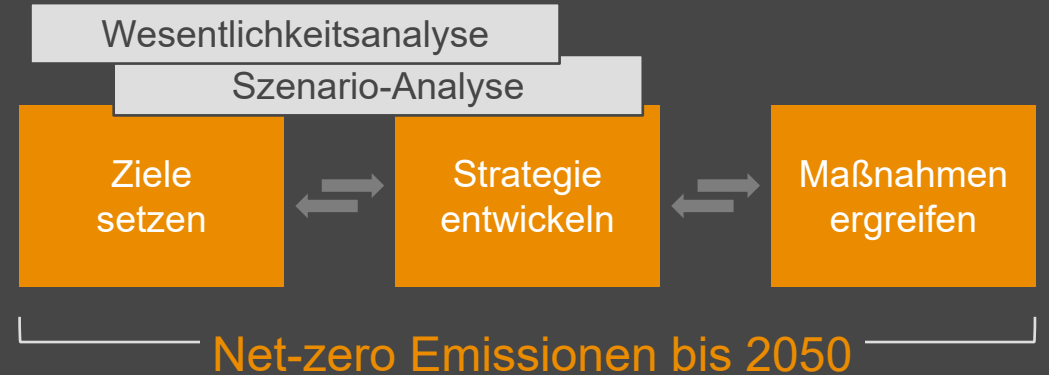 Wesentlichkeitsanalyse
Szenario-Analyse
Ziele
setzen
Strategie
entwickeln
Maßnahmen
ergreifen
Net-zero Emissionen bis 2050